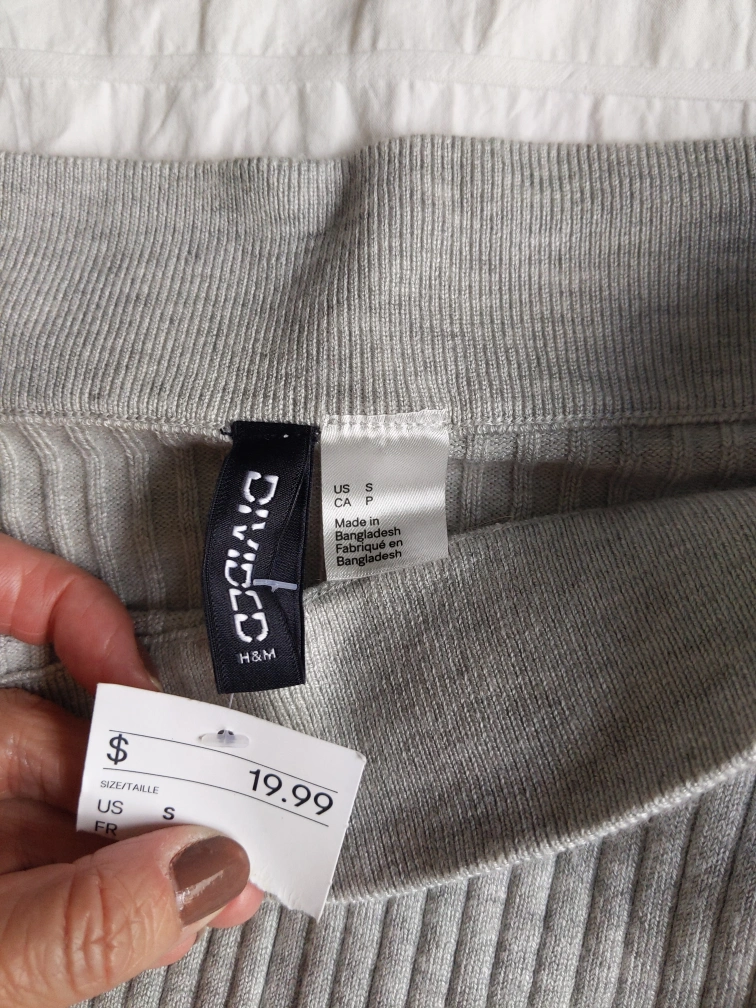 DIVIDED
H&M
US S
CA P
Made in
Bangladesh
Fabriqué en
Bangladesh
$ 19.99
SIZE/TAILLE
US S
FR